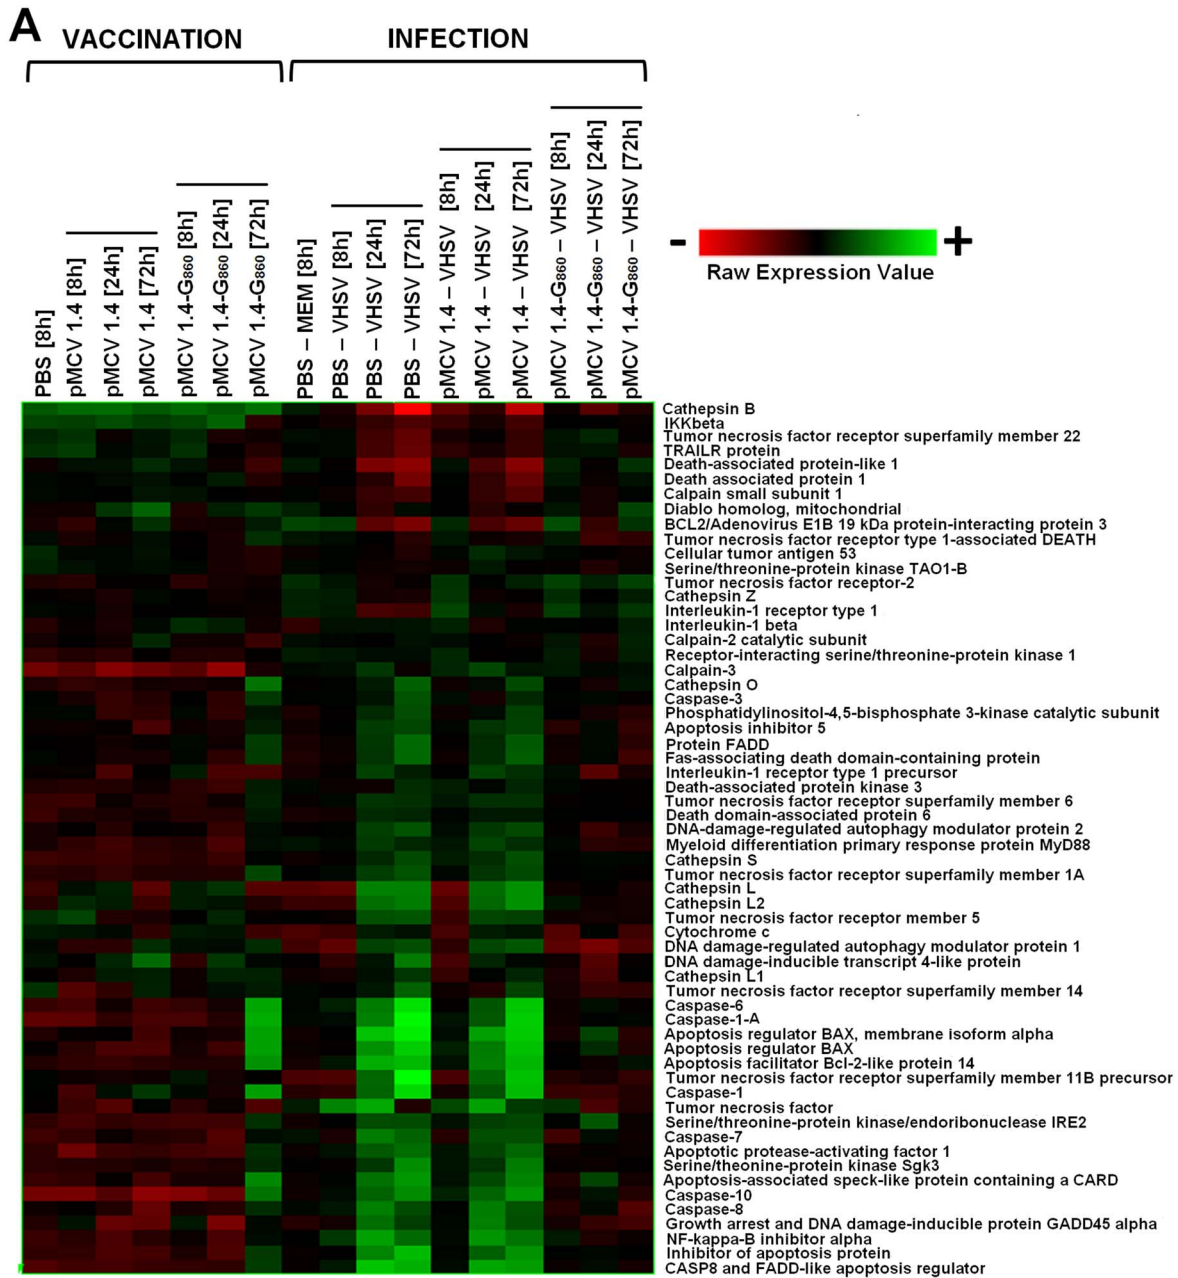 A
VACCINATION
INFECTION
PBS [8h]
pMCV 1.4 [8h]
pMCV 1.4 [24h]
pMCV 1.4 [72h]
pMCV 1.4-G860 [8h]
pMCV 1.4-G860 [24h]
pMCV 1.4-G860 [72h]
PBS – MEM [8h]
PBS – VHSV [8h]
PBS – VHSV [24h]
PBS – VHSV [72h]
pMCV 1.4 – VHSV [8h]
pMCV 1.4 – VHSV [24h]
pMCV 1.4 – VHSV [72h]
pMCV 1.4-G860 – VHSV [8h]
pMCV 1.4-G860 – VHSV [24h]
pMCV 1.4-G860 – VHSV [72h]
- +
Raw Expression Value
Cathepsin B
IKKbeta
Tumor necrosis factor receptor superfamily member 22
TRAILR protein
Death-associated protein-like 1
Death associated protein 1
Calpain small subunit 1
Diablo homolog, mitochondrial
BCL2/Adenovirus E1B 19 kDa protein-interacting protein 3
Tumor necrosis factor receptor type 1-associated DEATH
Cellular tumor antigen 53
Serine/threonine-protein kinase TAO1-B
Tumor necrosis factor receptor-2
Cathepsin Z
Interleukin-1 receptor type 1
Interleukin-1 beta
Calpain-2 catalytic subunit
Receptor-interacting serine/threonine-protein kinase 1
Calpain-3
Cathepsin O
Caspase-3
Phosphatidylinositol-4,5-bisphosphate 3-kinase catalytic subunit
Apoptosis inhibitor 5
Protein FADD
Fas-associating death domain-containing protein
Interleukin-1 receptor type 1 precursor
Death-associated protein kinase 3
Tumor necrosis factor receptor superfamily member 6
Death domain-associated protein 6
DNA-damage-regulated autophagy modulator protein 2
Myeloid differentiation primary response protein MyD88
Cathepsin S
Tumor necrosis factor receptor superfamily member 1A
Cathepsin L
Cathepsin L2
Tumor necrosis factor receptor member 5
Cytochrome c
DNA damage-regulated autophagy modulator protein 1
DNA damage-inducible transcript 4-like protein
Cathepsin L1
Tumor necrosis factor receptor superfamily member 14
Caspase-6
Caspase-1-A
Apoptosis regulator BAX, membrane isoform alpha
Apoptosis regulator BAX
Apoptosis facilitator Bcl-2-like protein 14
Tumor necrosis factor receptor superfamily member 11B precursor
Caspase-1
Tumor necrosis factor
Serine/threonine-protein kinase/endoribonuclease IRE2
Caspase-7
Apoptotic protease-activating factor 1
Serine/theonine-protein kinase Sgk3
Apoptosis-associated speck-like protein containing a CARD
Caspase-10
Caspase-8
Growth arrest and DNA damage-inducible protein GADD45 alpha
NF-kappa-B inhibitor alpha
Inhibitor of apoptosis protein
CASP8 and FADD-like apoptosis regulator